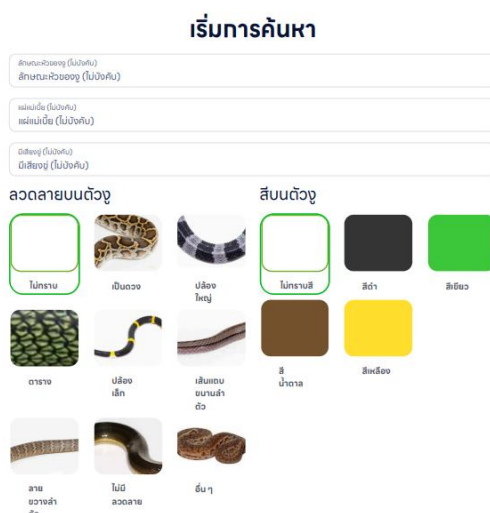 เริ่มการค้นหา
ลักษณะหัวของงู (ไม่บังคับ)
ลักษณะหัวของงู (ไม่บังคับ)
แผ่แม่เบี้ย (ไม่บังคับ)
แผ่แม่เบี้ย (ไม่บังคับ)
มีเสียงขู่ (ไม่บังคับ)
มีเสียงขู่ (ไม่บังคับ)
ลวดลายบนตัวงู
ไม่ทราบ
เป็นดวง
ปล้อง
ใหญ่
ตาราง
ปล้อง
เล็ก
เส้นแถบ
ขนานลำ
ตัว
ลาย
ขวางลำ
ตัว
ไม่มี
ลวดลาย
อื่น ๆ
สีบนตัวงู
ไม่ทราบสี
สีดำ
สีเขียว
สี
น้ำตาล
สีเหลือง